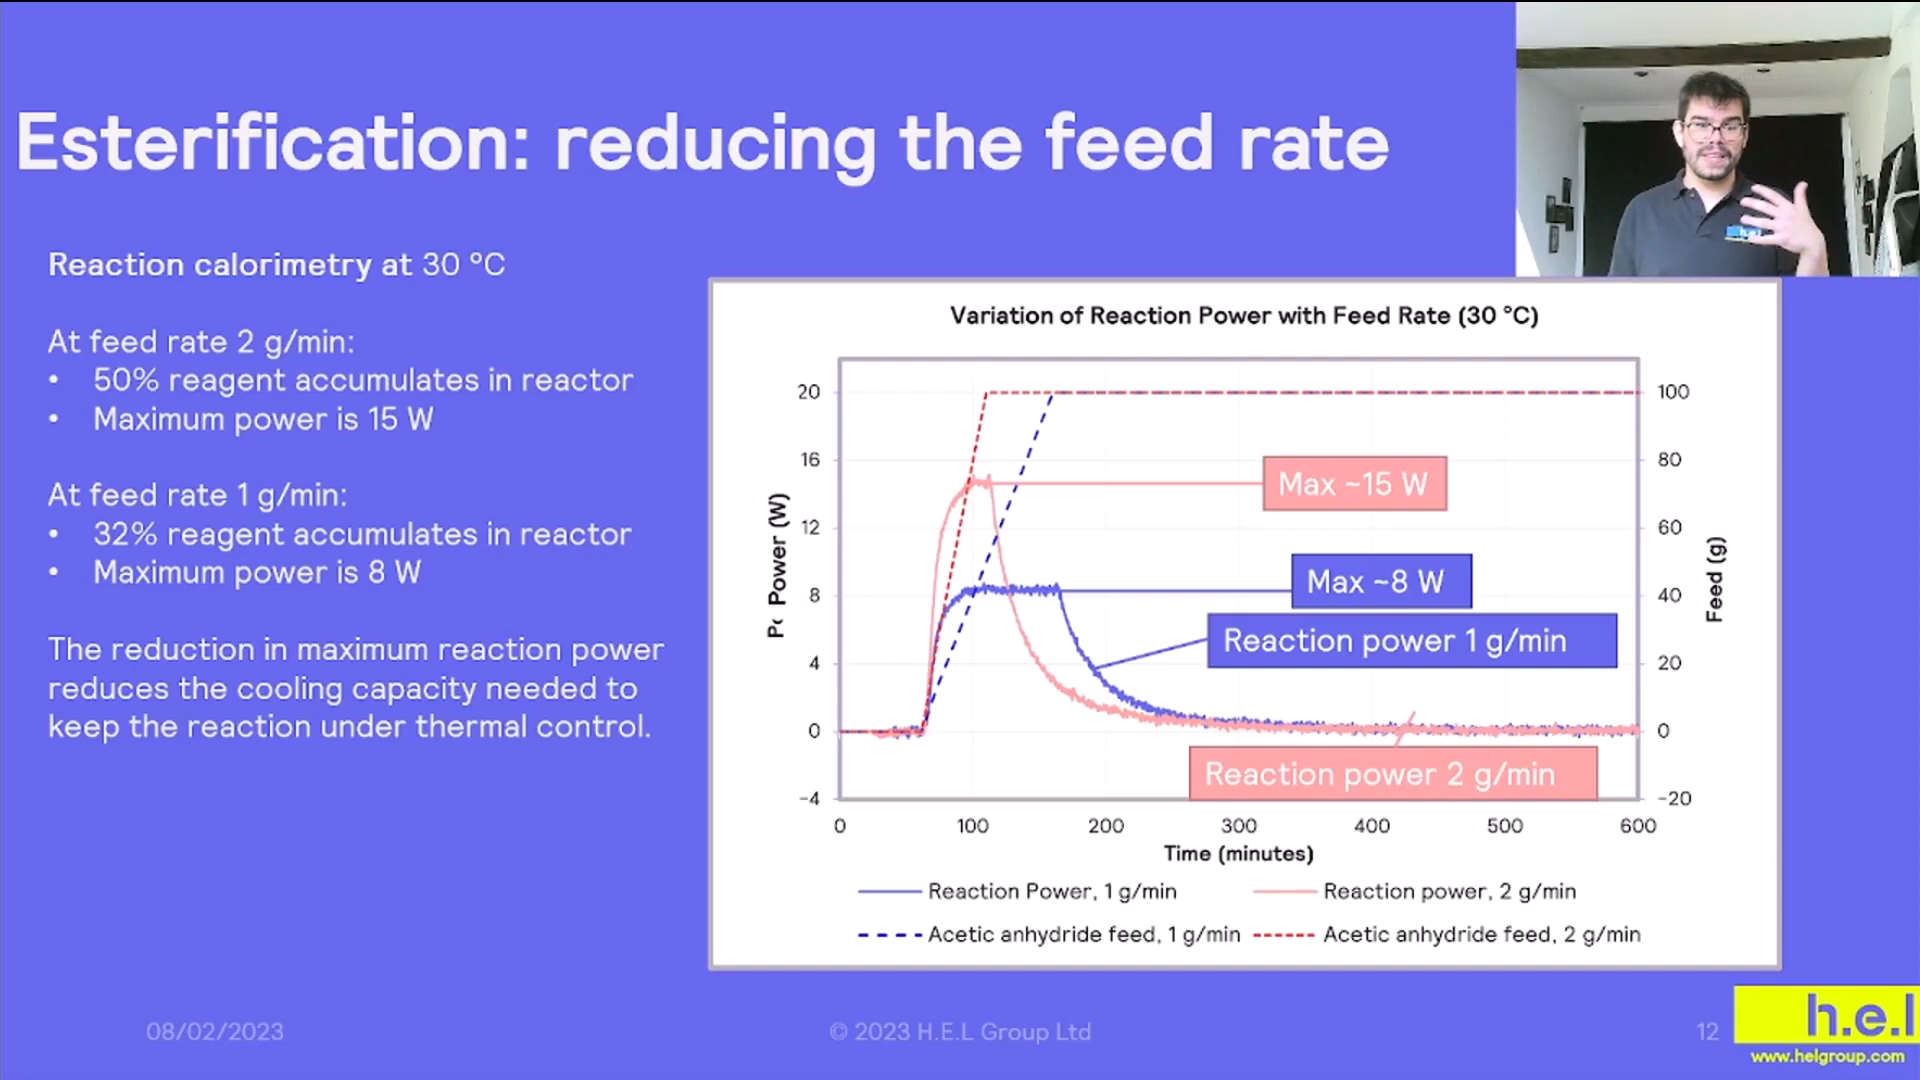 Esterification: reducing the feed rate
h.e.l
Reaction calorimetry at 30 °C
At feed rate 2 g/min:
• 50% reagent accumulates in reactor
• Maximum power is 15 W
At feed rate 1 g/min:
• 32% reagent accumulates in reactor
• Maximum power is 8 W
The reduction in maximum reaction power
reduces the cooling capacity needed to
keep the reaction under thermal control.
Variation of Reaction Power with Feed Rate (30 °C)
20
16
12
8
4
0
-4
Power (W)
100
80
60
40
20
0
-20
Feed (g)
Max ~15 W
Max ~8 W
Reaction power 1 g/min
Reaction power 2 g/min
0 100 200 300 400 500 600
Time (minutes)
Reaction Power, 1 g/min Reaction power, 2 g/min
Acetic anhydride feed, 1 g/min Acetic anhydride feed, 2 g/min
08/02/2023 © 2023 H.E.L Group Ltd 12
h.e.l
www.helgroup.com